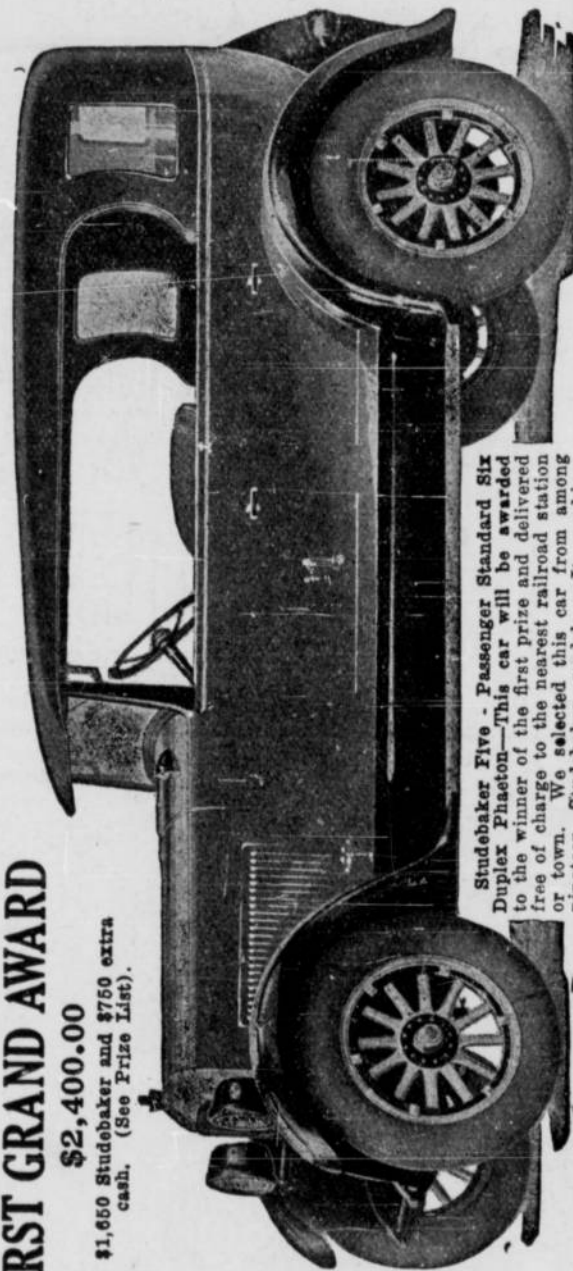 RST GRAND AWARD
$2,400.00
$1,650 Studebaker and $750 extra
cash. (See Prize List).
Studebaker Five - Passenger Standard Six
Duplex Phaeton—This car will be awarded
to the winner of the first prize and delivered
free of charge to the nearest railroad station
or town. We selected this car from among